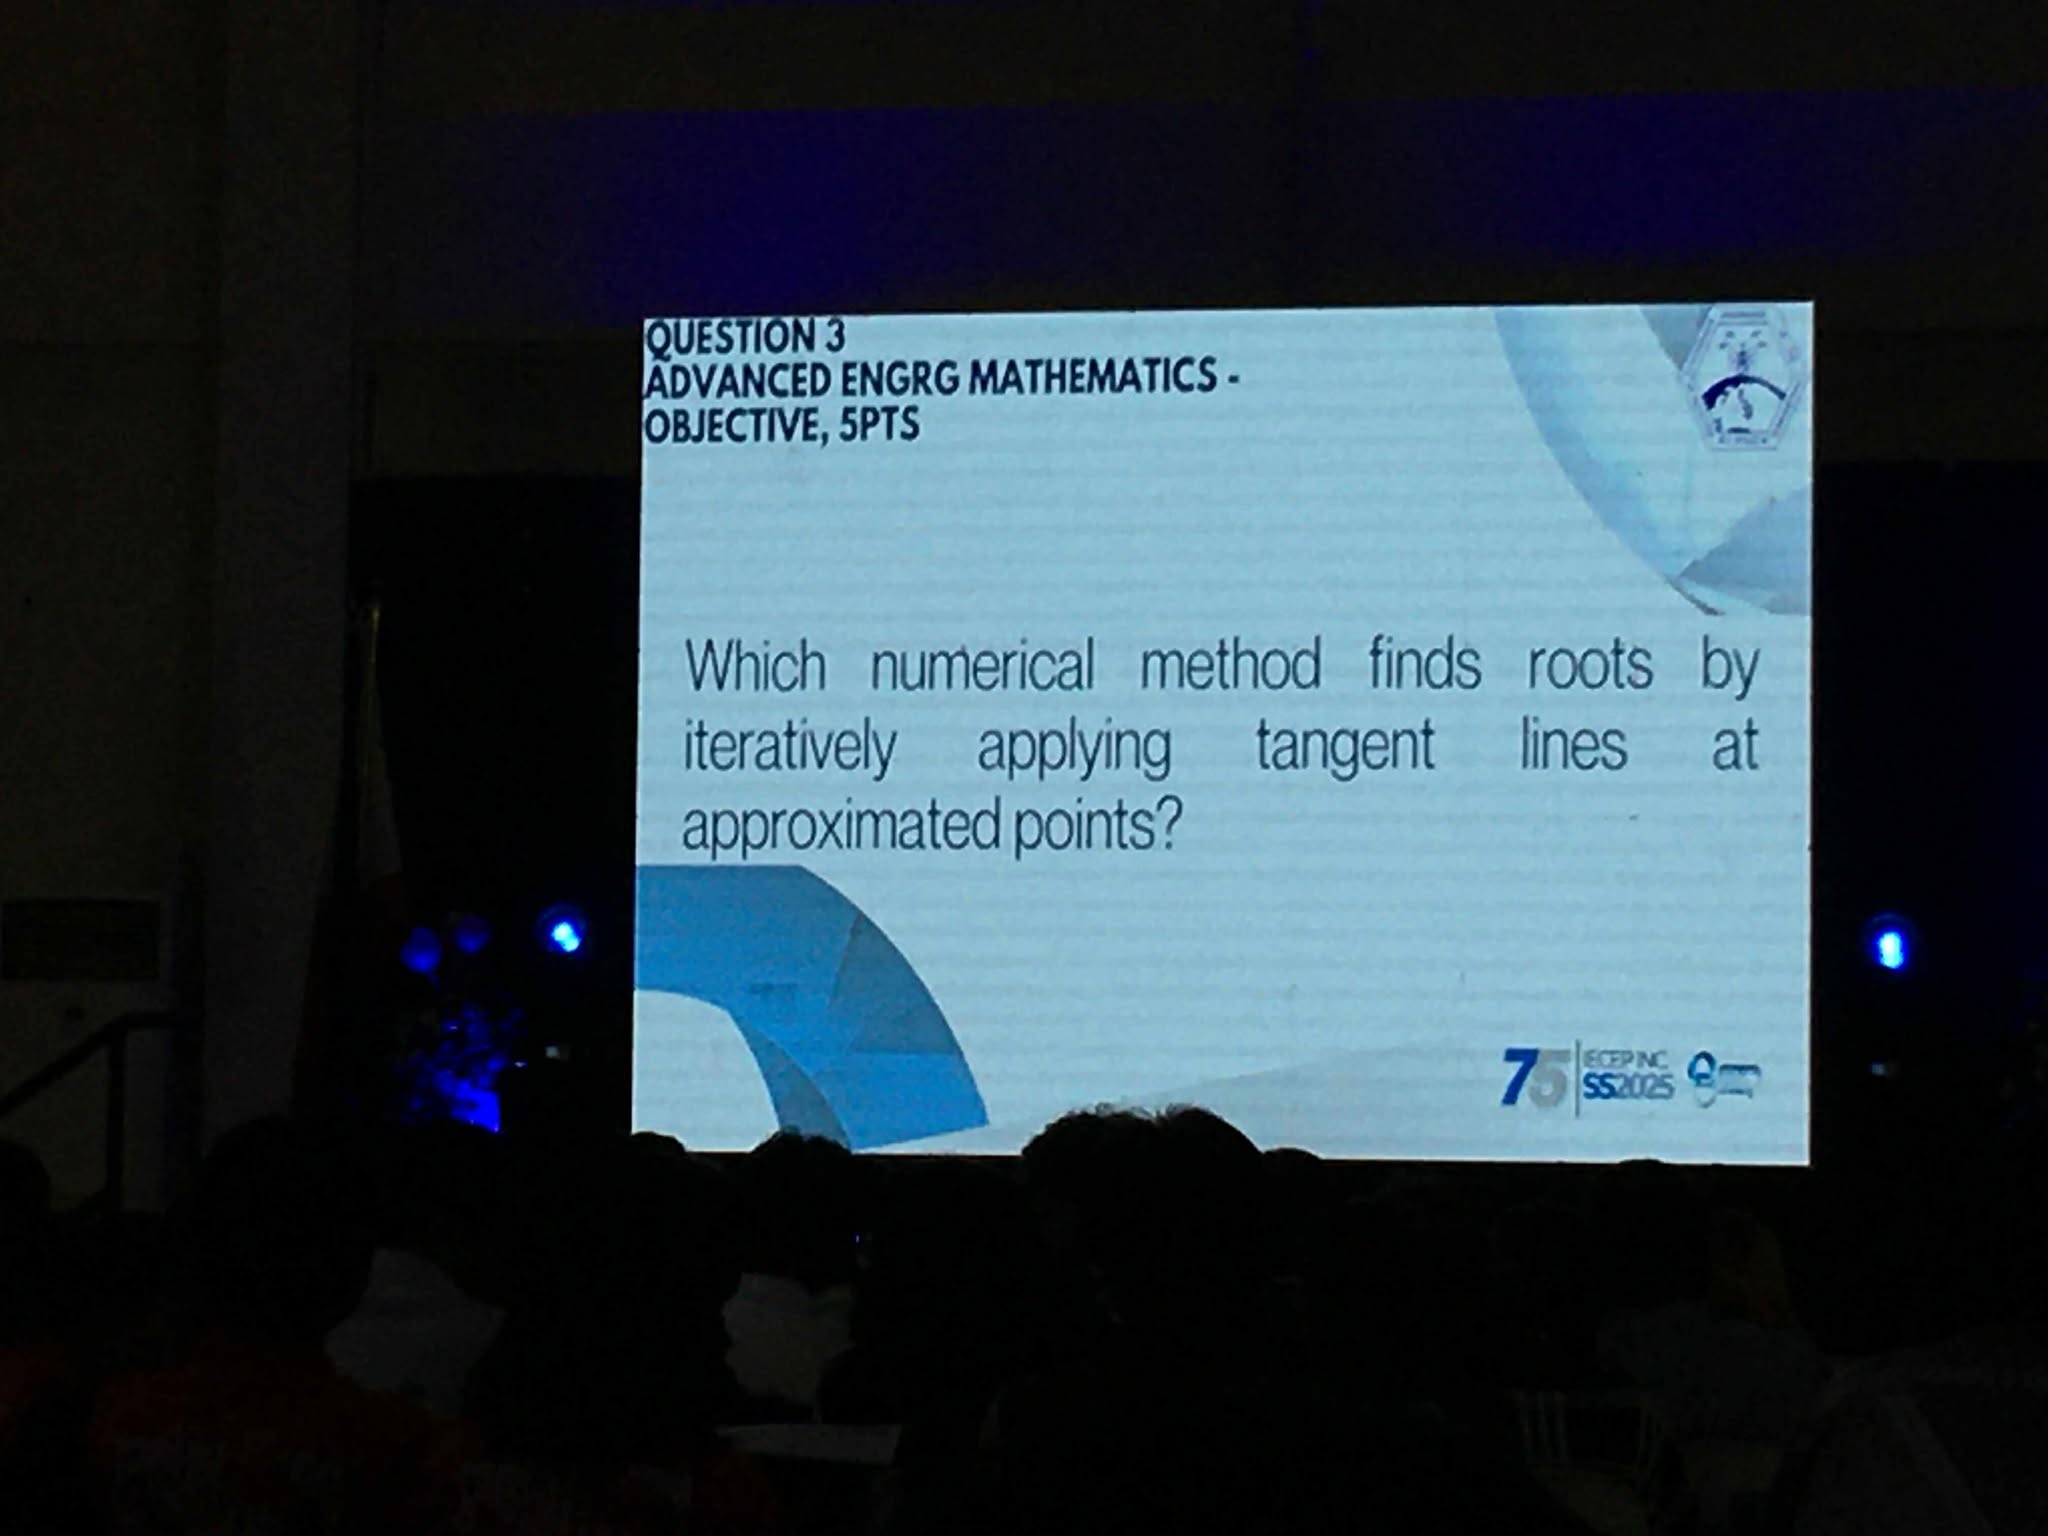 QUESTION 3
ADVANCED ENGRG MATHEMATICS -
OBJECTIVE, 5PTS
Which numerical method finds roots by
iteratively applying tangent lines at
approximated points?
75
IECEP INC.
SS2025